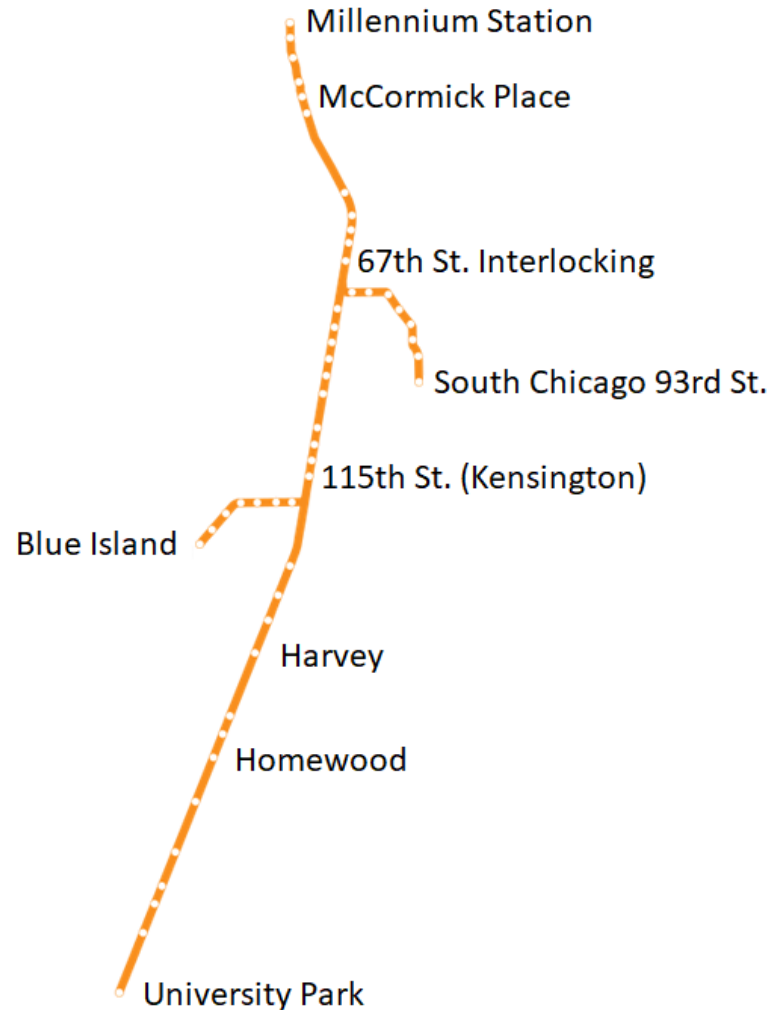 Millennium Station
McCormick Place
67th St. Interlocking
South Chicago 93rd St.
115th St. (Kensington)
Blue Island
Harvey
Homewood
University Park